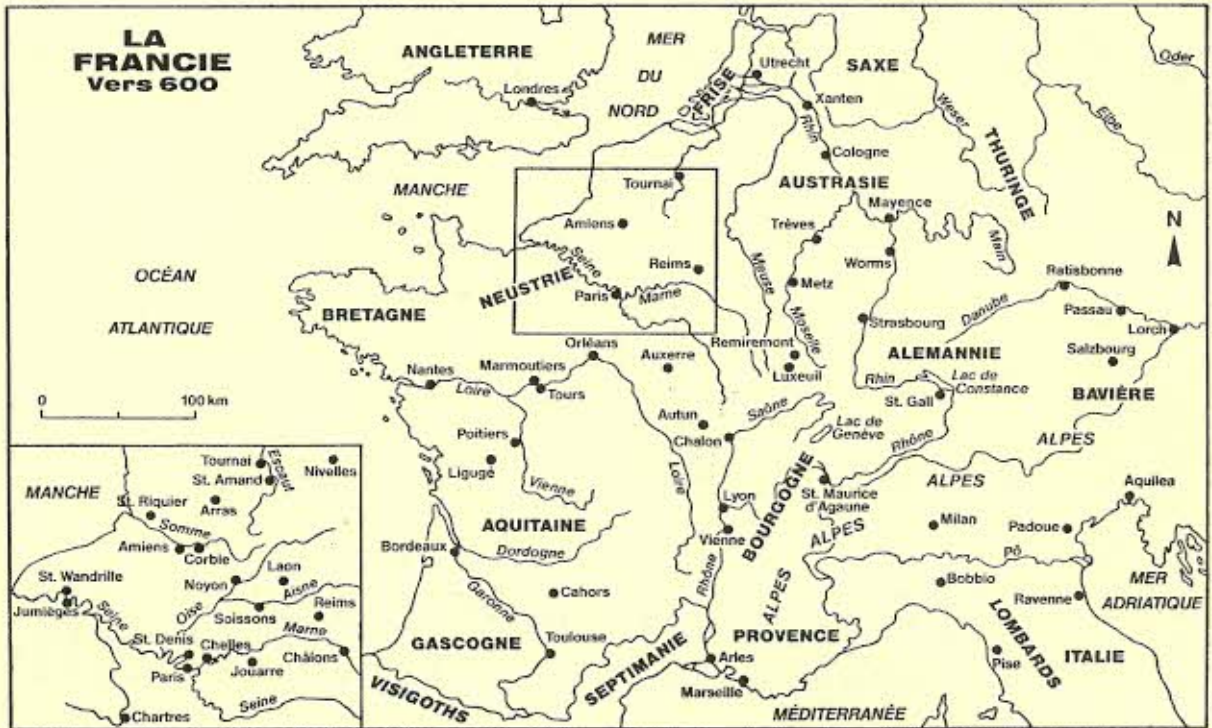 LA
FRANCIE
Vers 600
ANGLETERRE
Londres
MER
DU
NORD
FRISE
Utrecht
SAXE
Oder
Xanten
Weser
Elbe
Rhin
Cologne
THURINGE
MANCHE
Tournai
AUSTRASIE
Mayence
N
Amiens
Trèves
Main
Seine
Reims
Worms
OCÉAN
ATLANTIQUE
NEUSTRIE
Meuse
Metz
Ratisbonne
Paris
Marne
BRETAGNE
Moselle
Strasbourg
Danube
Passau
Lorch
Orléans
Auxerre
Remiremont
ALEMANNIE
Salzbourg
Marmoutiers
Nantes
Loire
Tours
Luxeuil
Rhin
Lac de
Constance
St. Gall
BAVIÈRE
0
100 km
Autun
Saône
Lac de
Genève
Poitiers
Chalon
Rhône
ALPES
Ligugé
Vienne
Loire
BOURGOGNE
St. Maurice
d'Agaune
ALPES
Aquilea
Lyon
AQUITAINE
Vienne
ALPES
Milan
Padoue
Bordeaux
Dordogne
Pô
Rhône
Bobbio
MER
ADRIATIQUE
Garonne
Cahors
ALPES
Ravenne
LOMBARDS
GASCOGNE
Toulouse
SEPTIMANIE
PROVENCE
ITALIE
Arles
Pise
VISIGOTHS
Marseille
MÉDITERRANÉE
Tournai
Escaut
Nivelles
MANCHE
St. Amand
St. Riquier
Arras
Somme
Amiens
Corbie
Laon
St. Wandrille
Noyon
Aisne
Jumièges
Oise
Soissons
Reims
Seine
St. Denis
Chelles
Marne
Paris
Jouarre
Châlons
Seine
Chartres